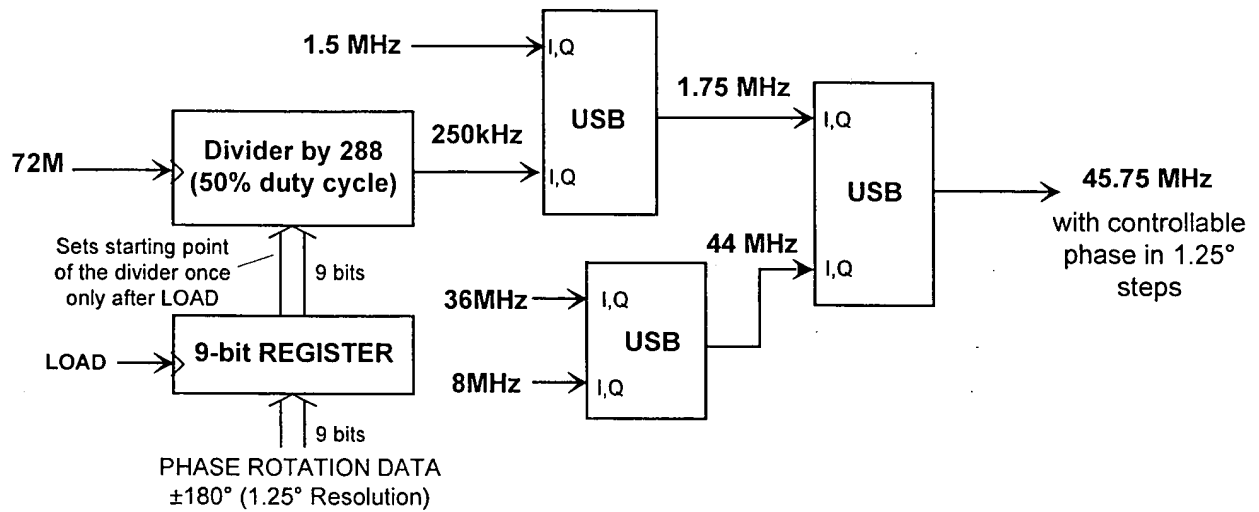 1.5 MHz
I,Q
USB
I,Q
1.75 MHz
72M
Divider by 288
(50% duty cycle)
250kHz
I,Q
USB
I,Q
45.75 MHz
with controllable
phase in 1.25°
steps
Sets starting point
of the divider once
only after LOAD
9 bits
44 MHz
36MHz
I,Q
USB
8MHz
I,Q
LOAD
9-bit REGISTER
9 bits
PHASE ROTATION DATA
±180° (1.25° Resolution)